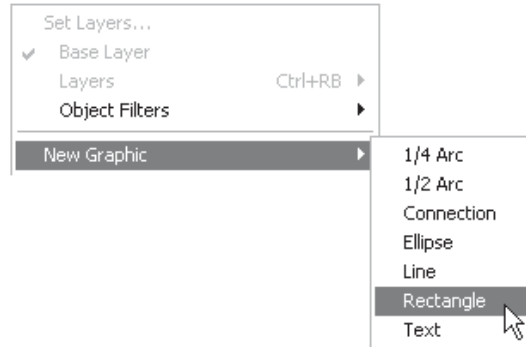 Set Layers...
Base Layer
Layers Ctrl+RB
Object Filters
New Graphic
1/4 Arc
1/2 Arc
Connection
Ellipse
Line
Rectangle
Text